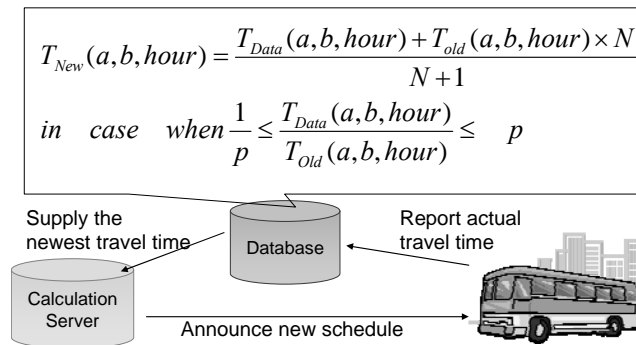 T_New (a,b,hour) = (T_Data (a,b,hour) + T_old (a,b,hour) × N) / (N + 1)
in case when 1/p ≤ T_Data (a,b,hour) / T_Old (a,b,hour) ≤ p
Supply the
newest travel time
Database
Report actual
travel time
Calculation
Server
Announce new schedule